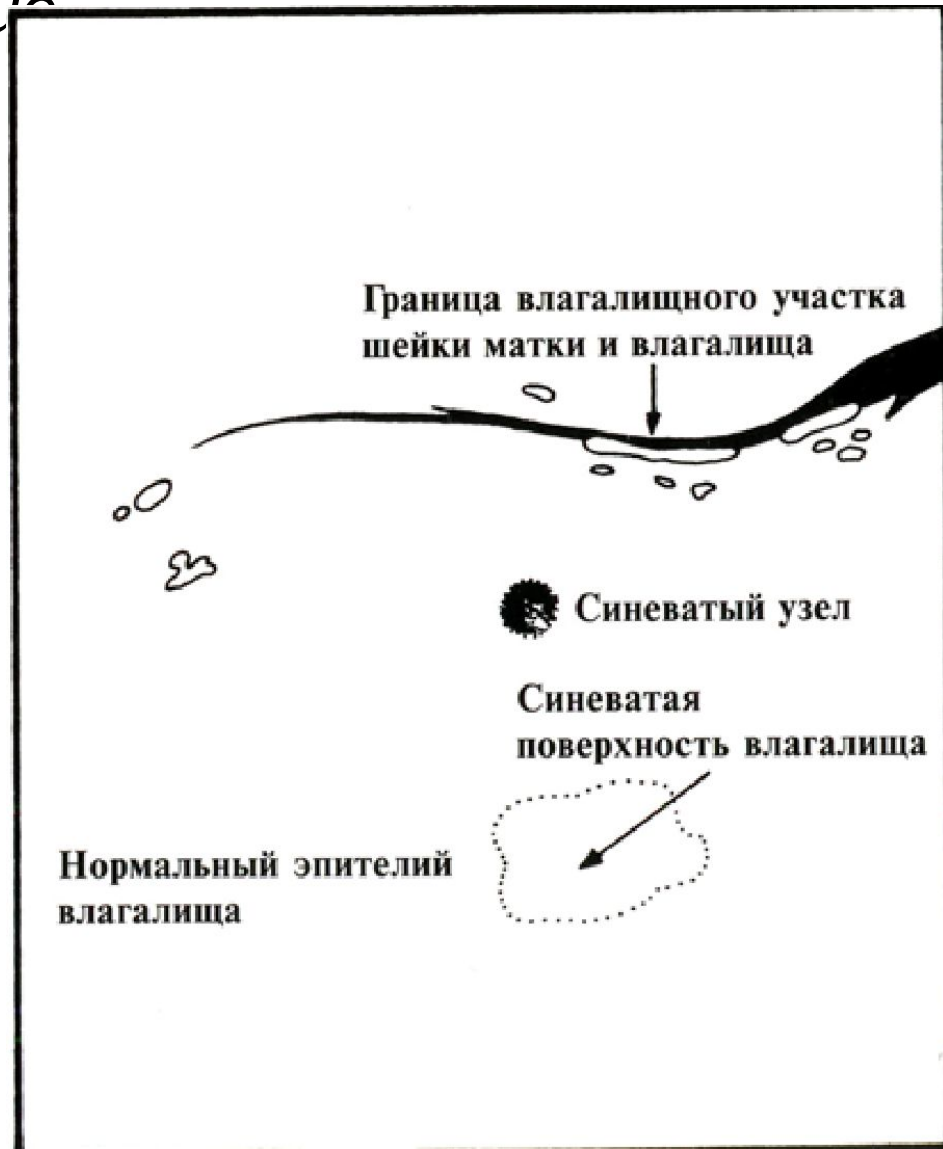 Граница влагалищного участка
шейки матки и влагалища
Синеватый узел
Синеватая
поверхность влагалища
Нормальный эпителий
влагалища